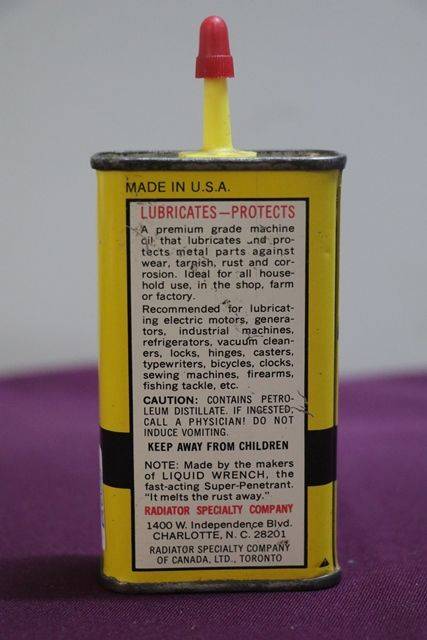 MADE IN U.S.A.
LUBRICATES—PROTECTS
A premium grade machine
oil that lubricates and pro-
tects metal parts against
wear, tarnish, rust and cor-
rosion. Ideal for all house-
hold use, in the shop, farm
or factory.
Recommended for lubricat-
ing electric motors, genera-
tors, industrial machines,
refrigerators, vacuum clean-
ers, locks, hinges, casters,
typewriters, bicycles, clocks,
sewing machines, firearms,
fishing tackle, etc.
CAUTION: CONTAINS PETRO-
LEUM DISTILLATE. IF INGESTED,
CALL A PHYSICIAN! DO NOT
INDUCE VOMITING.
KEEP AWAY FROM CHILDREN
NOTE: Made by the makers
of LIQUID WRENCH, the
fast-acting Super-Penetrant.
"It melts the rust away."
RADIATOR SPECIALTY COMPANY
1400 W. Independence Blvd.
CHARLOTTE, N. C. 28201
RADIATOR SPECIALTY COMPANY
OF CANADA, LTD., TORONTO